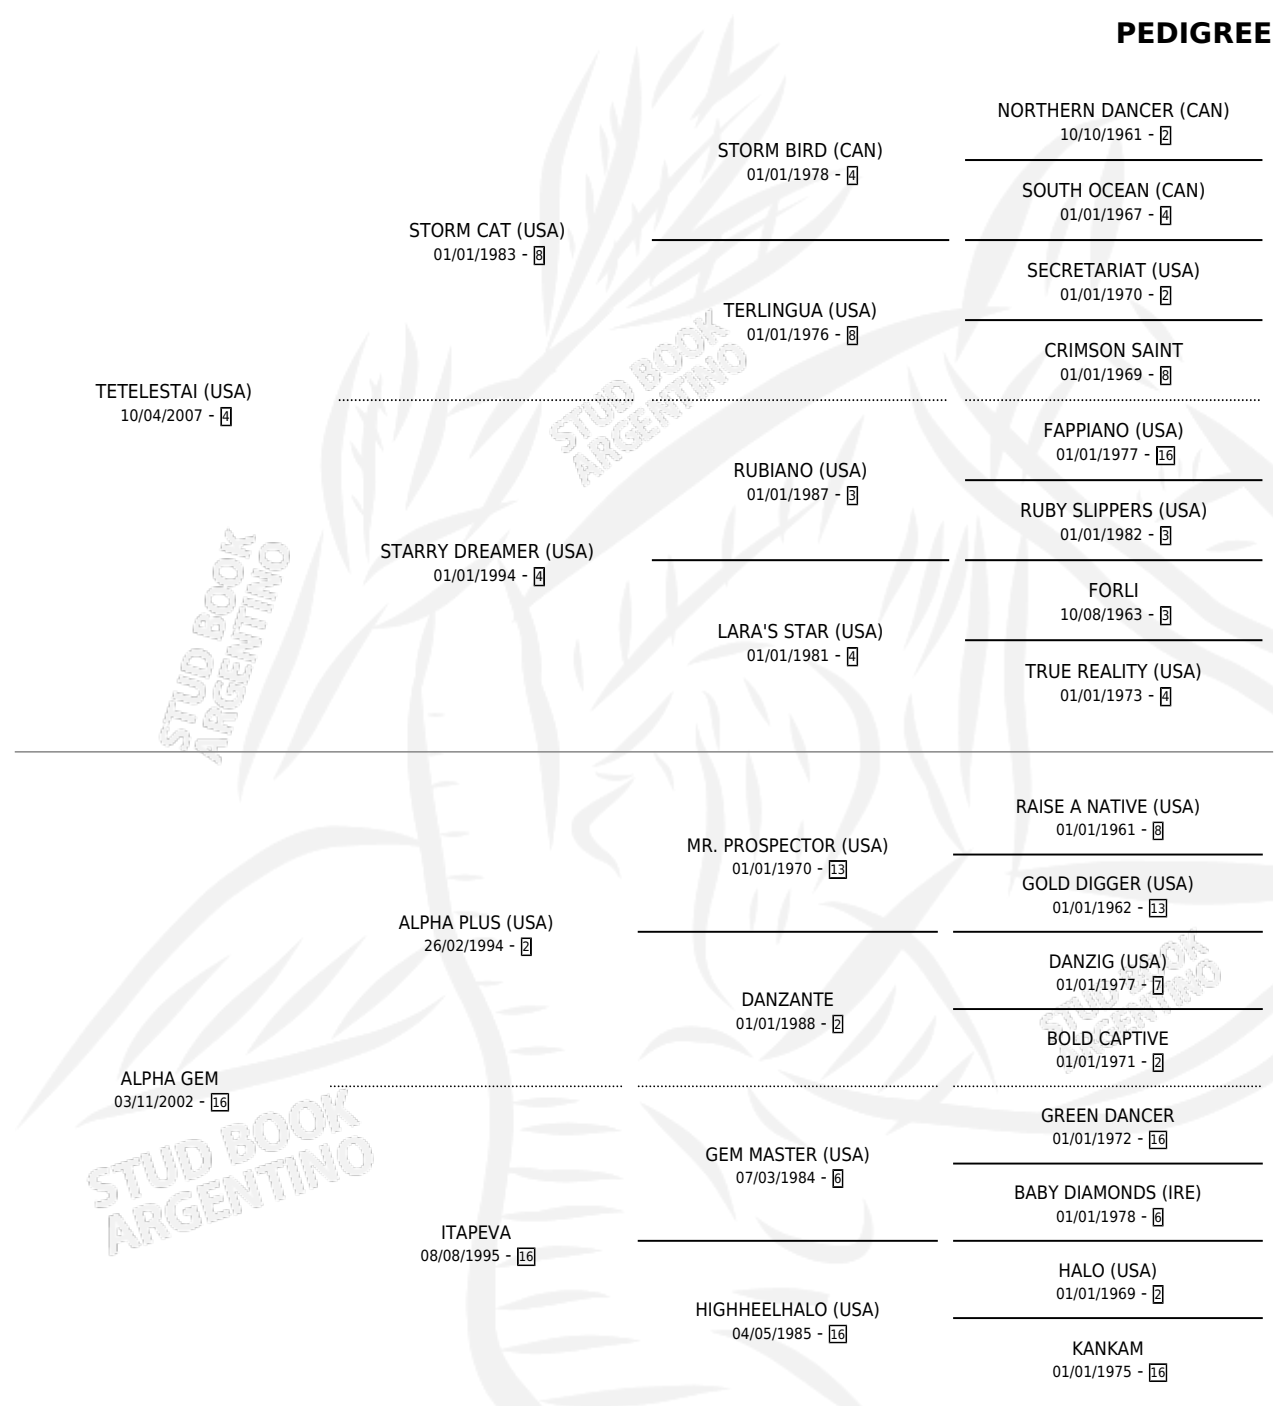 PEDIGREE
NORTHERN DANCER (CAN)
10/10/1961 - 2
STORM BIRD (CAN)
01/01/1978 - 4
SOUTH OCEAN (CAN)
01/01/1967 - 4
STORM CAT (USA)
01/01/1983 - 8
SECRETARIAT (USA)
01/01/1970 - 2
TERLINGUA (USA)
01/01/1976 - 8
CRIMSON SAINT
01/01/1969 - 8
TETELESTAI (USA)
10/04/2007 - 4
STUD BOOK
ARGENTINO
FAPPIANO (USA)
01/01/1977 - 16
RUBIANO (USA)
01/01/1987 - 3
RUBY SLIPPERS (USA)
01/01/1982 - 3
STARRY DREAMER (USA)
01/01/1994 - 4
FORLI
10/08/1963 - 3
LARA'S STAR (USA)
01/01/1981 - 4
TRUE REALITY (USA)
01/01/1973 - 4
STUD BOOK
ARGENTINO
RAISE A NATIVE (USA)
01/01/1961 - 8
MR. PROSPECTOR (USA)
01/01/1970 - 13
GOLD DIGGER (USA)
01/01/1962 - 13
ALPHA PLUS (USA)
26/02/1994 - 2
DANZIG (USA)
01/01/1977 - 7
DANZANTE
01/01/1988 - 2
BOLD CAPTIVE
01/01/1971 - 2
STUD BOOK
ARGENTINO
ALPHA GEM
03/11/2002 - 16
GREEN DANCER
01/01/1972 - 16
GEM MASTER (USA)
07/03/1984 - 6
BABY DIAMONDS (IRE)
01/01/1978 - 6
STUD BOOK
ARGENTINO
ITAPEVA
08/08/1995 - 16
HALO (USA)
01/01/1969 - 2
HIGHHEELHALO (USA)
04/05/1985 - 16
KANKAM
01/01/1975 - 16